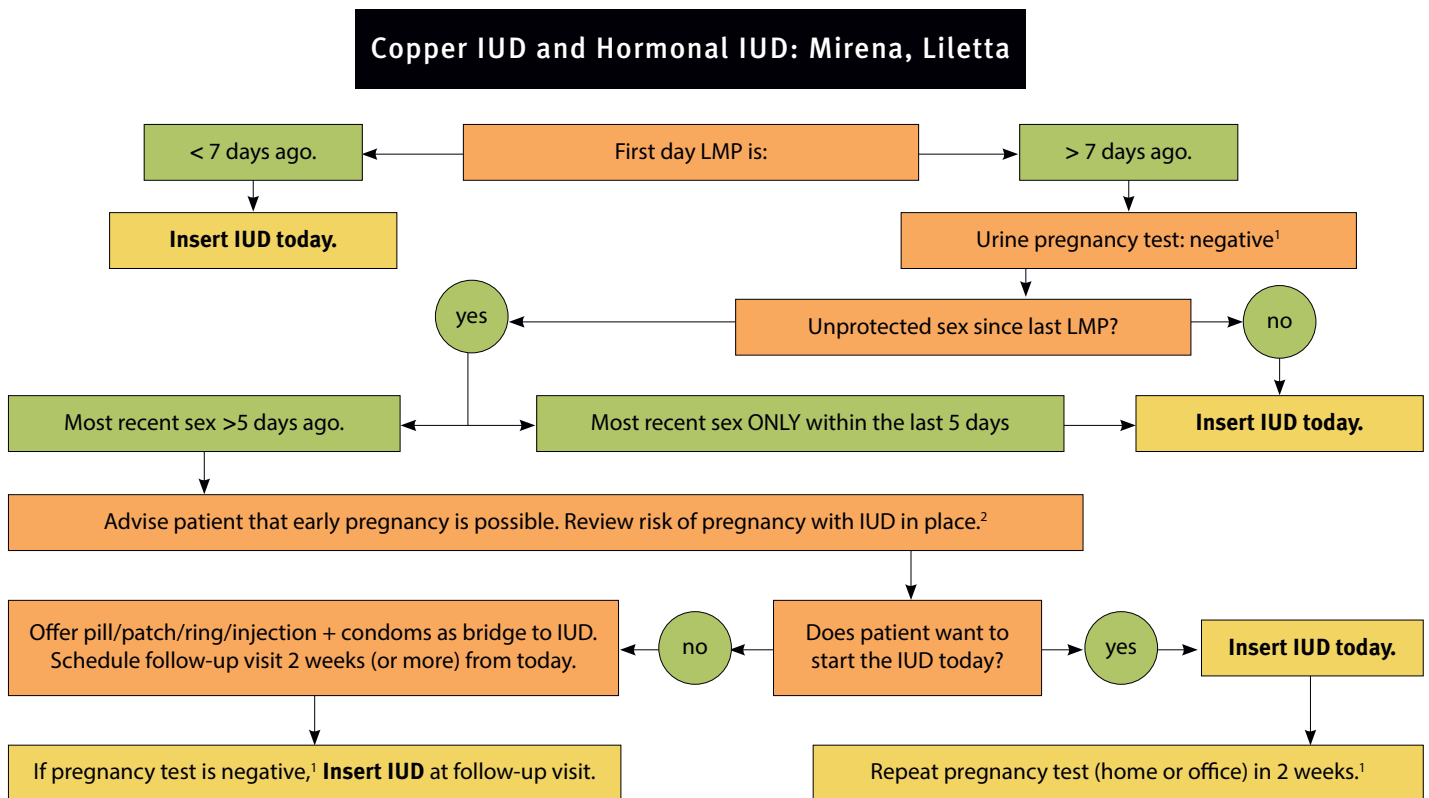 Copper IUD and Hormonal IUD: Mirena, Liletta
< 7 days ago.
First day LMP is:
> 7 days ago.
Insert IUD today.
Urine pregnancy test: negative¹
yes
Unprotected sex since last LMP?
no
Most recent sex >5 days ago.
Most recent sex ONLY within the last 5 days
Insert IUD today.
Advise patient that early pregnancy is possible. Review risk of pregnancy with IUD in place.²
Offer pill/patch/ring/injection + condoms as bridge to IUD.
Schedule follow-up visit 2 weeks (or more) from today.
no
Does patient want to
start the IUD today?
yes
Insert IUD today.
If pregnancy test is negative,¹ Insert IUD at follow-up visit.
Repeat pregnancy test (home or office) in 2 weeks.¹